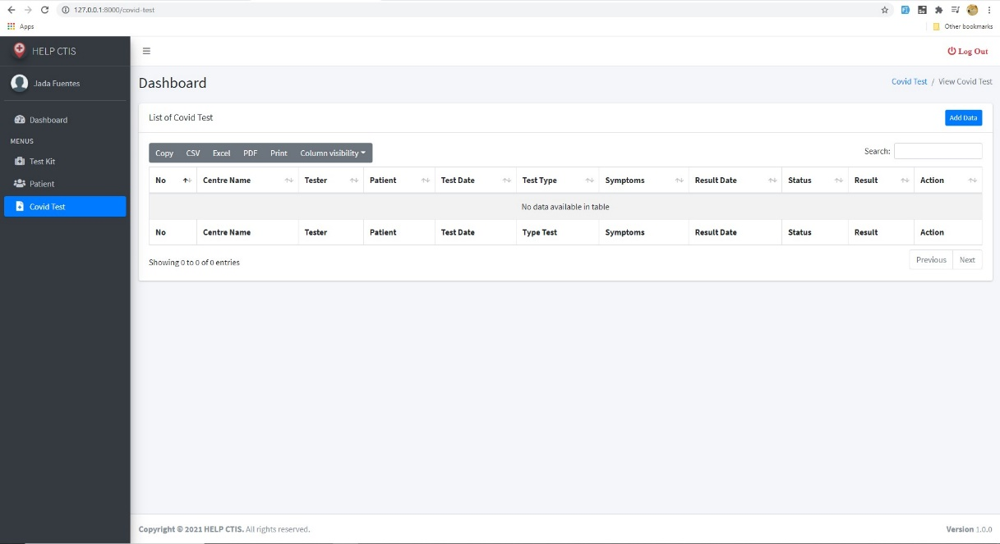 127.0.0.1:8000/covid-test
Apps
Other bookmarks
HELP CTIS
Log Out
Jada Fuentes
Dashboard
MENUS
Test Kit
Patient
Covid Test
Dashboard
Covid Test / View Covid Test
List of Covid Test
Add Data
Copy CSV Excel PDF Print Column visibility
Search:
No Centre Name Tester Patient Test Date Test Type Symptoms Result Date Status Result Action
No data available in table
No Centre Name Tester Patient Test Date Type Test Symptoms Result Date Status Result Action
Showing 0 to 0 of 0 entries
Previous Next
Copyright © 2021 HELP CTIS. All rights reserved.
Version 1.0.0